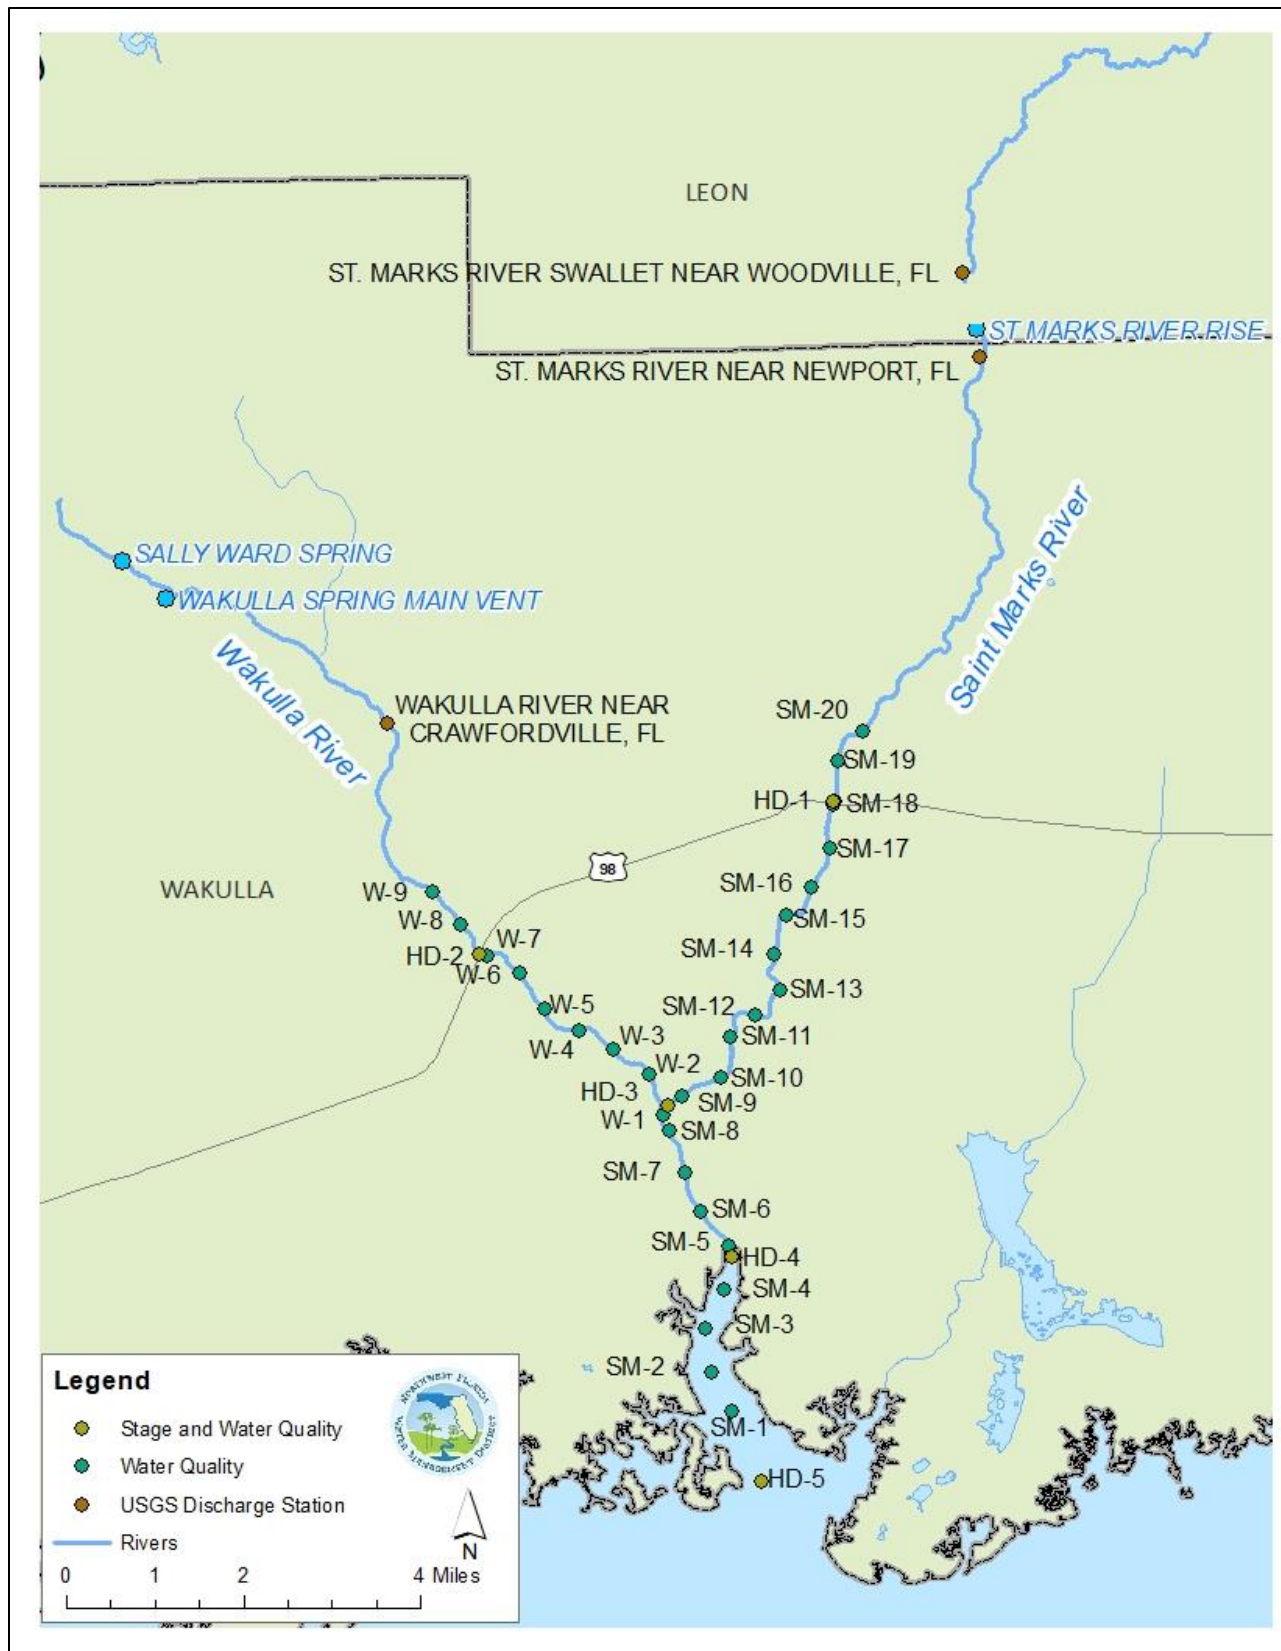 LEON
ST. MARKS RIVER SWALLET NEAR WOODVILLE, FL
ST MARKS RIVER RISE
ST. MARKS RIVER NEAR NEWPORT, FL
Saint Marks River
SALLY WARD SPRING
WAKULLA SPRING MAIN VENT
Wakulla River
WAKULLA RIVER NEAR
CRAWFORDVILLE, FL
SM-20
SM-19
HD-1
SM-18
SM-17
98
WAKULLA
W-9
SM-16
W-8
SM-15
W-7
HD-2
SM-14
W-6
SM-13
W-5
SM-12
W-4
W-3
SM-11
W-2
SM-10
HD-3
SM-9
W-1
SM-8
SM-7
SM-6
SM-5
HD-4
SM-4
SM-3
SM-2
SM-1
HD-5
Legend
Stage and Water Quality
Water Quality
USGS Discharge Station
Rivers
0 1 2 4 Miles
N
NORTHWEST FLORIDA
WATER MANAGEMENT DISTRICT